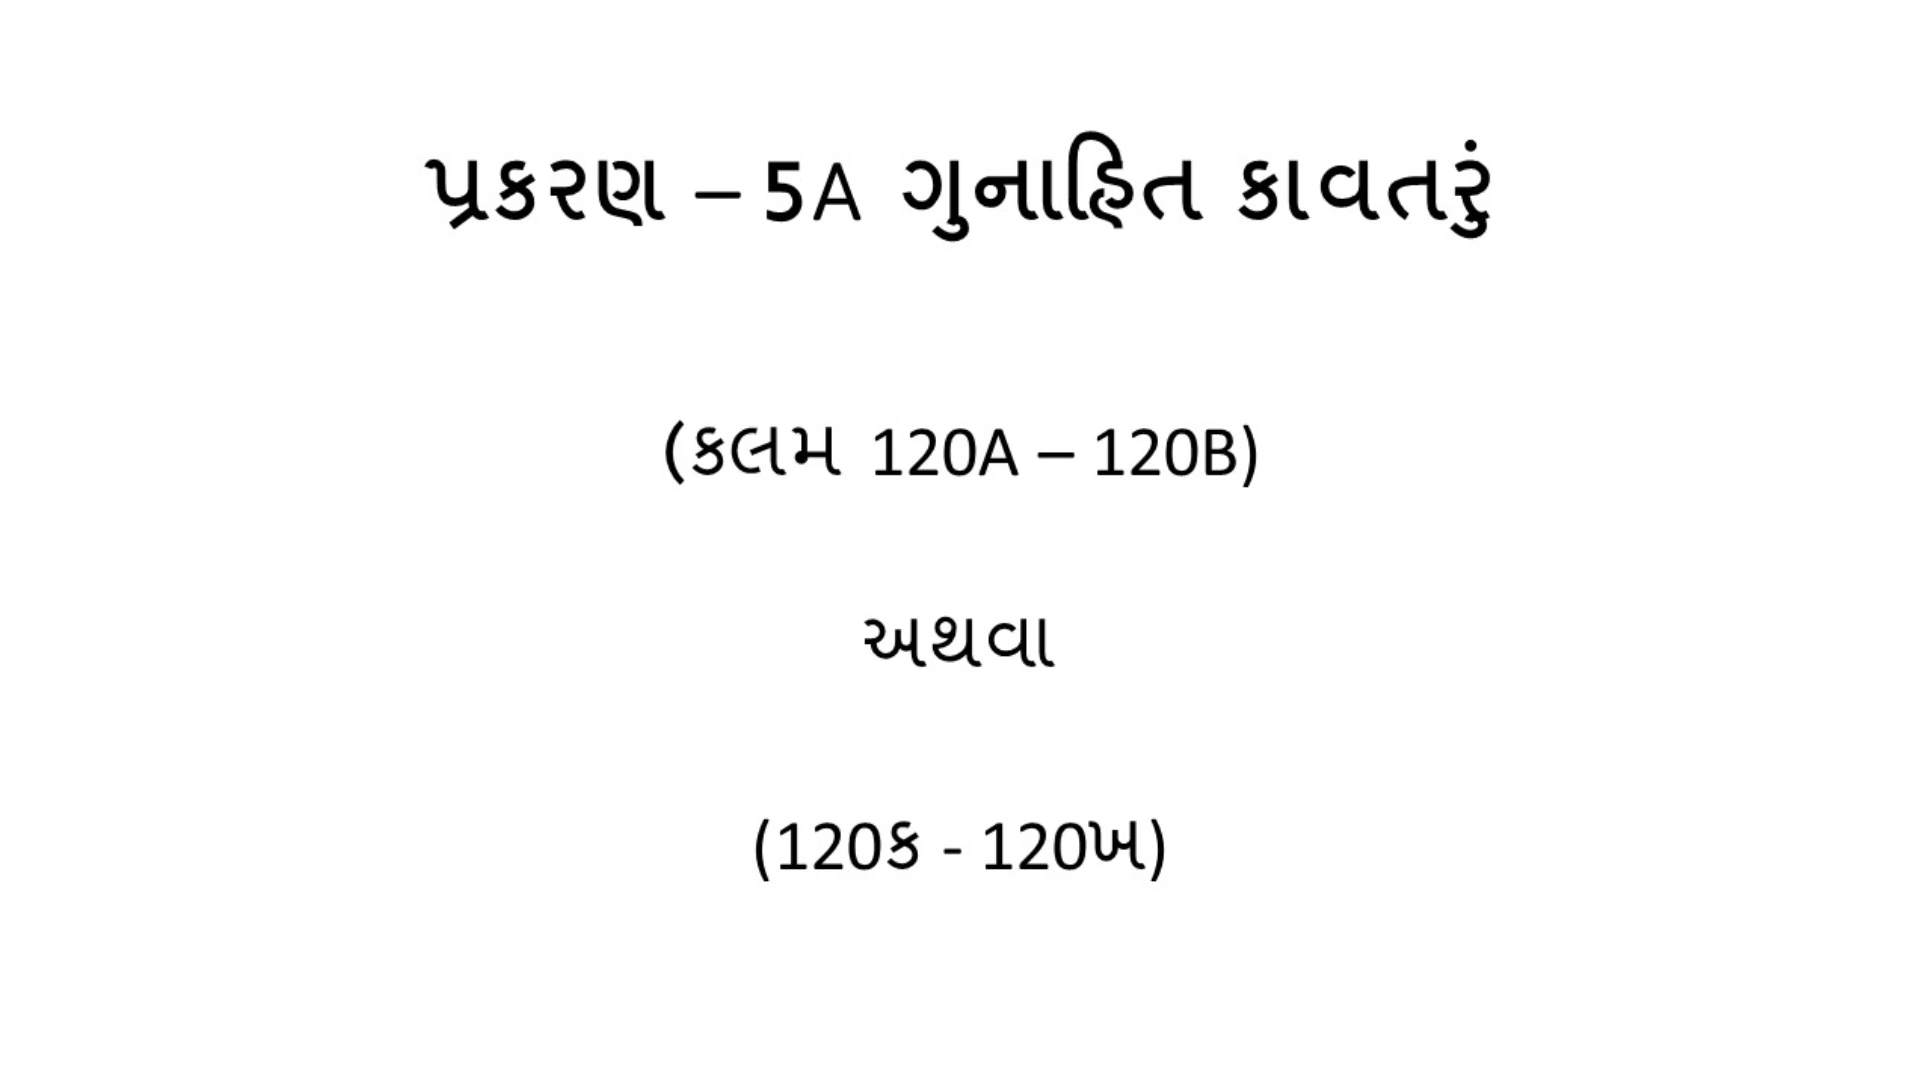 પ્રકરણ – 5A ગુનાહિત કાવતરું
(કલમ 120A – 120B)
અથવા
(120ક - 120ખ)